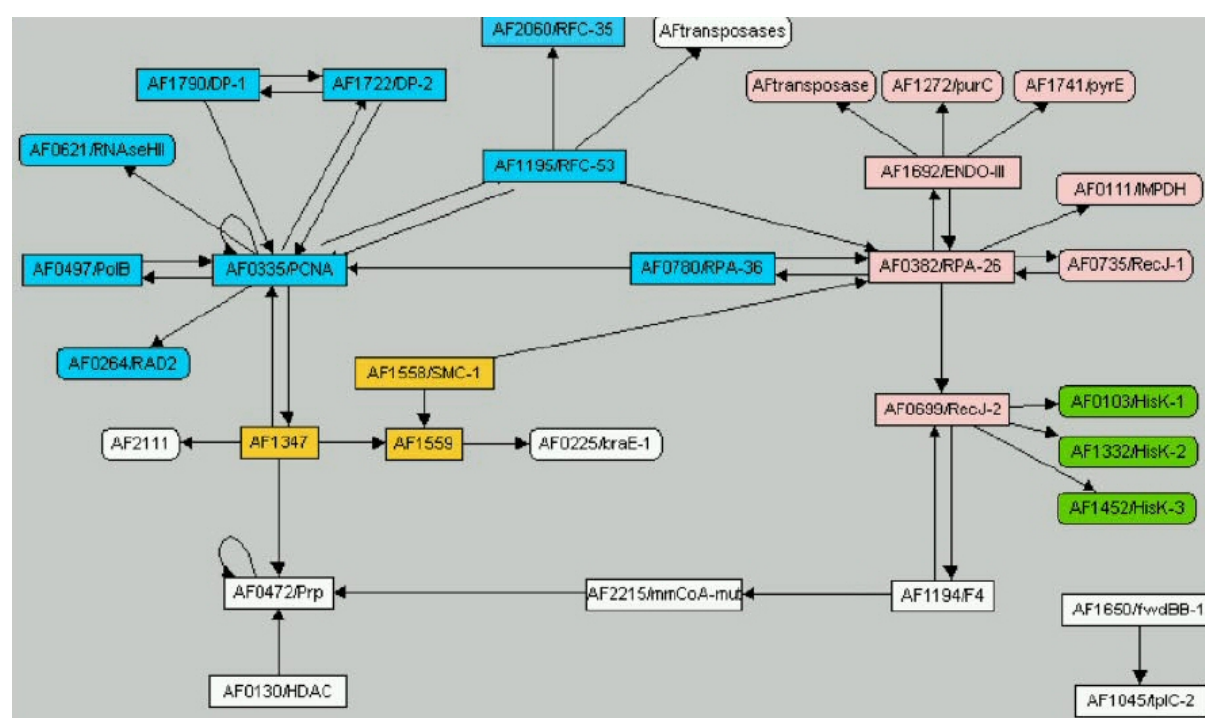 AF2060/RFC-35
AFtransposases
AF1790/DP-1
AF1722/DP-2
AFtransposase
AF1272/purC
AF1741/pyrE
AF0621/RNAseHII
AF1195/RFC-53
AF1692/ENDO-III
AF0111/IMPDH
AF0497/PolB
AF0335/PCNA
AF0780/RPA-36
AF0382/RPA-26
AF0735/RecJ-1
AF0264/RAD2
AF1558/SMC-1
AF0699/RecJ-2
AF0103/HisK-1
AF2111
AF1347
AF1559
AF0225/braE-1
AF1332/HisK-2
AF1452/HisK-3
AF0472/Prp
AF2215/mmCoA-mut
AF1194/F4
AF1650/fwdBB-1
AF0130/HDAC
AF1045/IplC-2